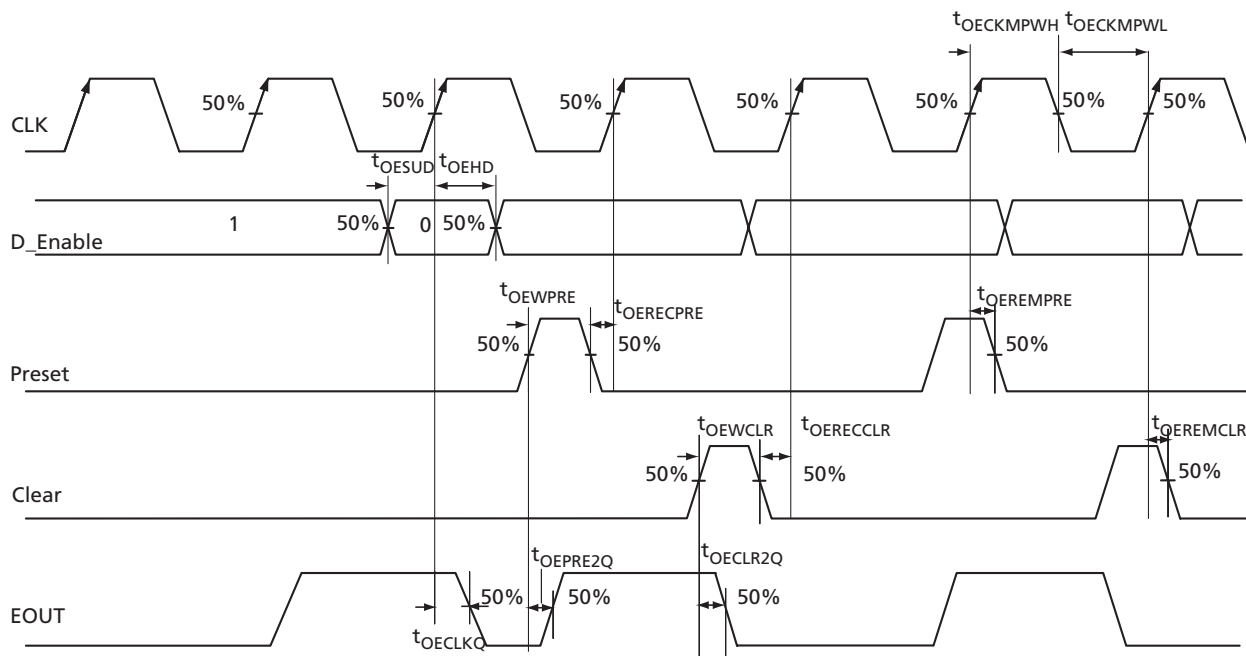 tOECKMPWH tOECKMPWL
50% 50% 50% 50% 50% 50% 50%
CLK
tOESUD tOEHD
1 50% 0 50%
D_Enable
tOEWPRE tOERECPRE tOEREMPRE
50% 50% 50%
Preset
tOEWCLR tOERECCLR tOEREMCLR
50% 50% 50%
Clear
tOEPRE2Q tOECLR2Q
50% 50% 50%
EOUT
tOECLKQ